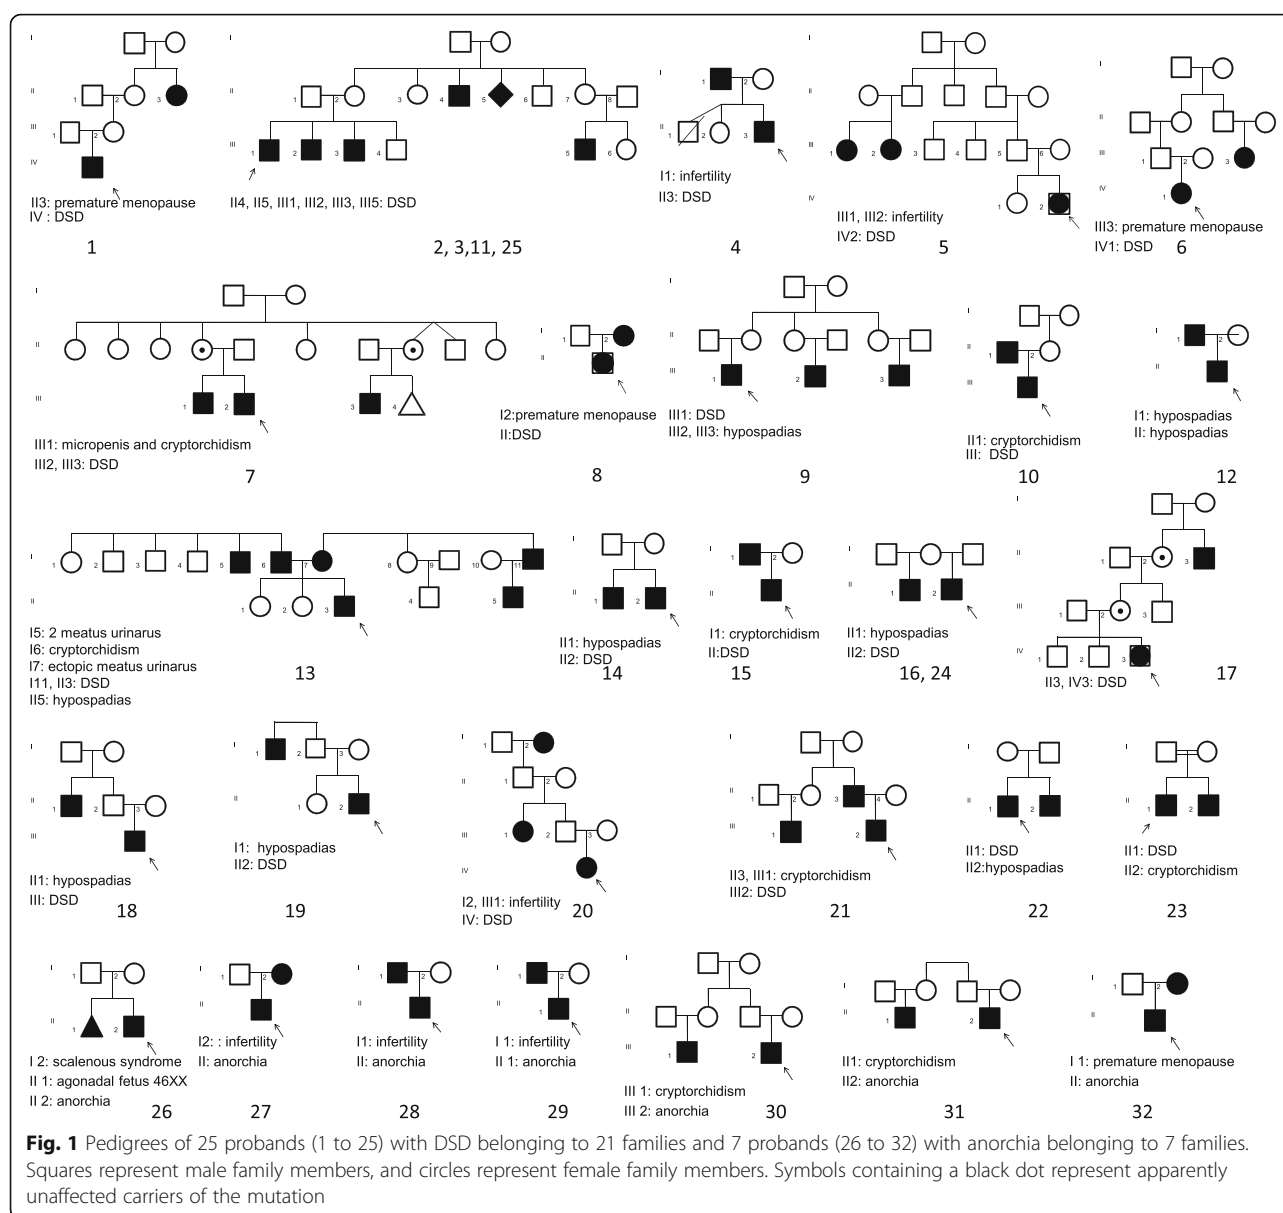 II3: premature menopause
IV : DSD
1
II4, II5, III1, III2, III3, III5: DSD
2, 3,11, 25
I1: infertility
II3: DSD
4
III1, III2: infertility
IV2: DSD
5
III3: premature menopause
IV1: DSD
6
III1: micropenis and cryptorchidism
III2, III3: DSD
7
I2:premature menopause
II:DSD
8
III1: DSD
III2, III3: hypospadias
9
II1: cryptorchidism
III: DSD
10
I1: hypospadias
II: hypospadias
12
I5: 2 meatus urinarus
I6: cryptorchidism
I7: ectopic meatus urinarus
I11, II3: DSD
II5: hypospadias
13
II1: hypospadias
II2: DSD
14
I1: cryptorchidism
II:DSD
15
II1: hypospadias
II2: DSD
16, 24
II3, IV3: DSD
17
II1: hypospadias
III: DSD
18
I1: hypospadias
II2: DSD
19
I2, III1: infertility
IV: DSD
20
II3, III1: cryptorchidism
III2: DSD
21
II1: DSD
II2:hypospadias
22
II1: DSD
II2: cryptorchidism
23
I 2: scalenous syndrome
II 1: agonadal fetus 46XX
II 2: anorchia
26
I2: : infertility
II: anorchia
27
I1: infertility
II: anorchia
28
I 1: infertility
II 1: anorchia
29
III 1: cryptorchidism
III 2: anorchia
30
II1: cryptorchidism
II2: anorchia
31
I 1: premature menopause
II: anorchia
32
Fig. 1 Pedigrees of 25 probands (1 to 25) with DSD belonging to 21 families and 7 probands (26 to 32) with anorchia belonging to 7 families.
Squares represent male family members, and circles represent female family members. Symbols containing a black dot represent apparently
unaffected carriers of the mutation